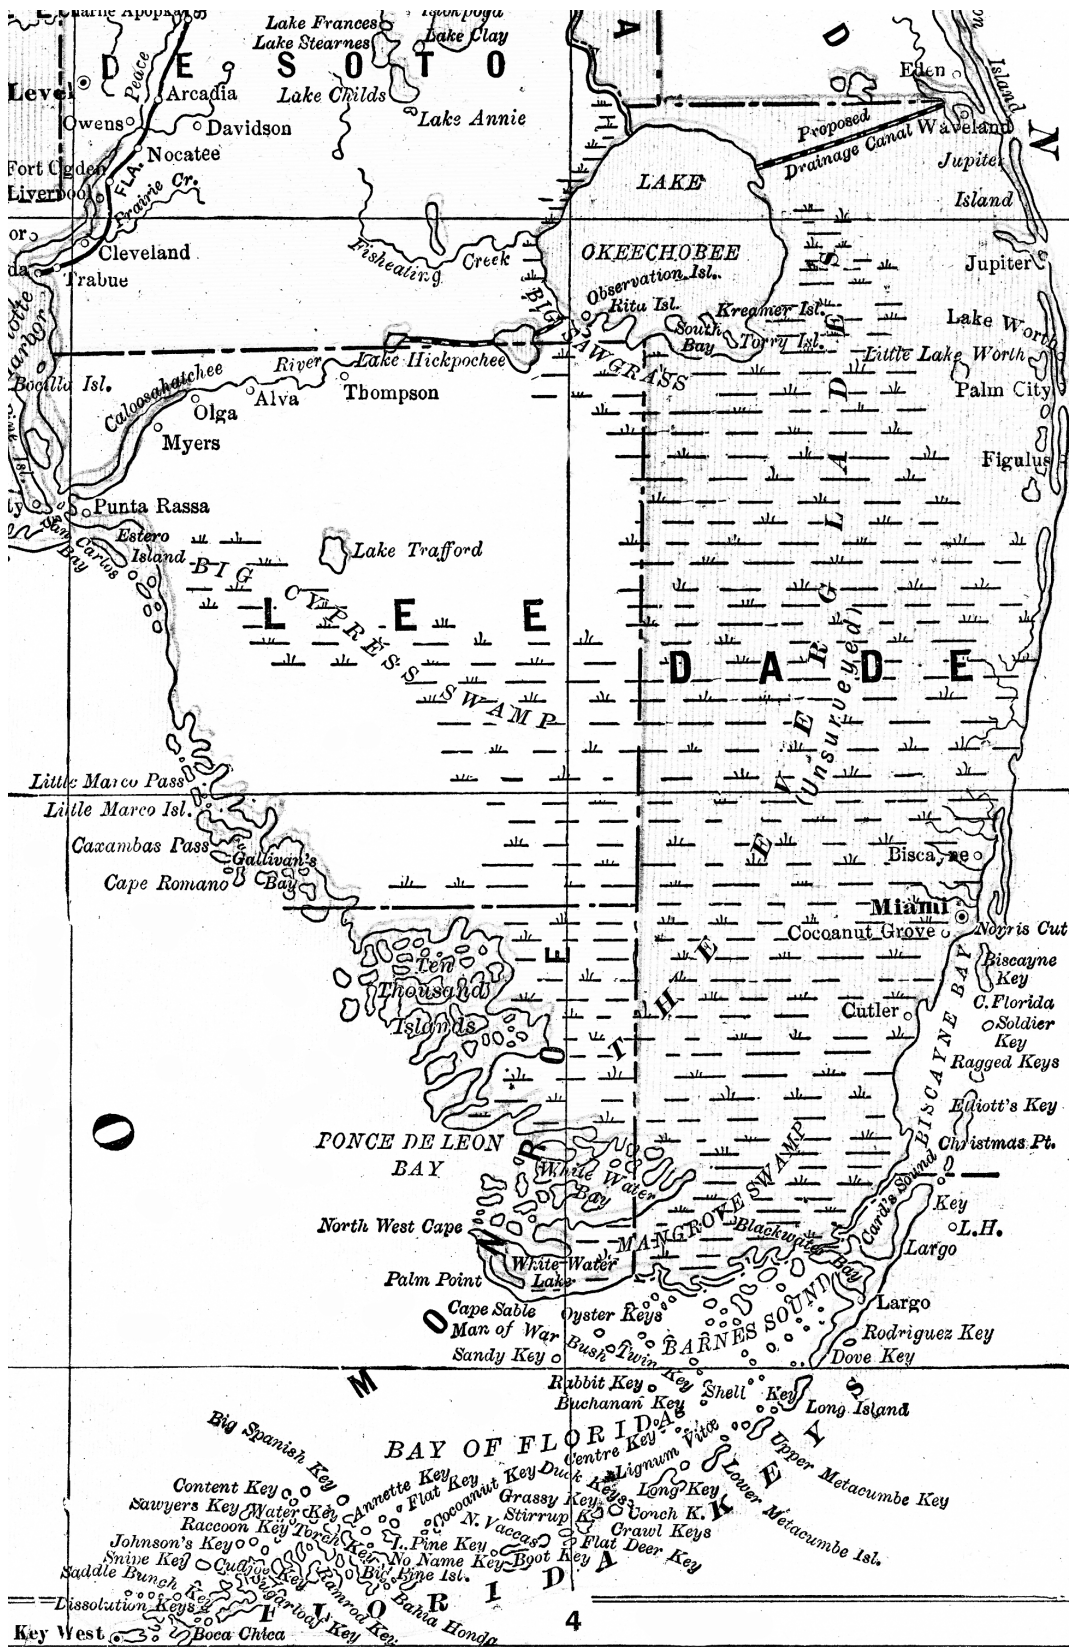 Charlie Apopka
Lake Frances
Istokpoga
Lake Stearnes
Lake Clay
A
D
DE SOTO
Eden
Island
Level
Peace
Arcadia
Lake Childs
Lake Annie
Owens
Davidson
Proposed
Drainage Canal
Waveland
N
Nocatee
Fort Ogden
FLA.
Jupiter
Island
Liverpool
Prairie Cr.
LAKE
OKEECHOBEE
Cleveland
Fisheating Creek
Jupiter
Trabue
Observation Isl.
Ritu Isl.
Kreamer Isl.
South Bay
Torry Isl.
BIG SAWGRASS
Lake Worth
Little Lake Worth
River
Lake Hickpochee
Bocilla Isl.
Caloosahatchee
Alva
Thompson
Palm City
Olga
Myers
Figulus
Punta Rassa
San Carlos Bay
Estero Island
Lake Trafford
BIG CYPRESS SWAMP
LEE
DADE
THE EVERGLADES
(Unsurveyed)
Little Marco Pass
Little Marco Isl.
Caxambas Pass
Gallivan's Bay
Cape Romano
Biscayne
Miami
Cocoanut Grove
Norris Cut
Biscayne Key
Ten Thousand Islands
C. Florida
Cutler
Soldier Key
Ragged Keys
BISCAYNE BAY
Elliott's Key
O
PONCE DE LEON BAY
Christmas Pt.
White Water Bay
MONROE
MANGROVE SWAMP
Card's Sound
Key Largo
North West Cape
Blackwater Bay
L.H.
White Water Lake
Palm Point
Cape Sable
Oyster Keys
BARNES SOUND
Largo
Man of War Bush
Twin Key
Rodriguez Key
Sandy Key
Dove Key
Rabbit Key
Shell Key
Buchanan Key
Long Island
Big Spanish Key
BAY OF FLORIDA
Centre Key
Lignum Vitæ
Upper Metacumbe Key
Content Key
Annette Key
Flat Key
Cocoanut Key
Duck Keys
Long Key
Lower Metacumbe Isl.
Sawyers Key
Water Key
Grassy Key
Stirrup K.
Conch K.
Raccoon Key
Torch Key
N. Vaccas
Crawl Keys
Johnson's Key
L. Pine Key
Flat Deer Key
Snipe Key
Cudjoe Key
No Name Key
Boot Key
Saddle Bunch Key
Sugarloaf Key
Ramrod Key
Big Pine Isl.
Dissolution Keys
Bahia Honda
FLORIDA KEYS
Key West
Boca Chica
4